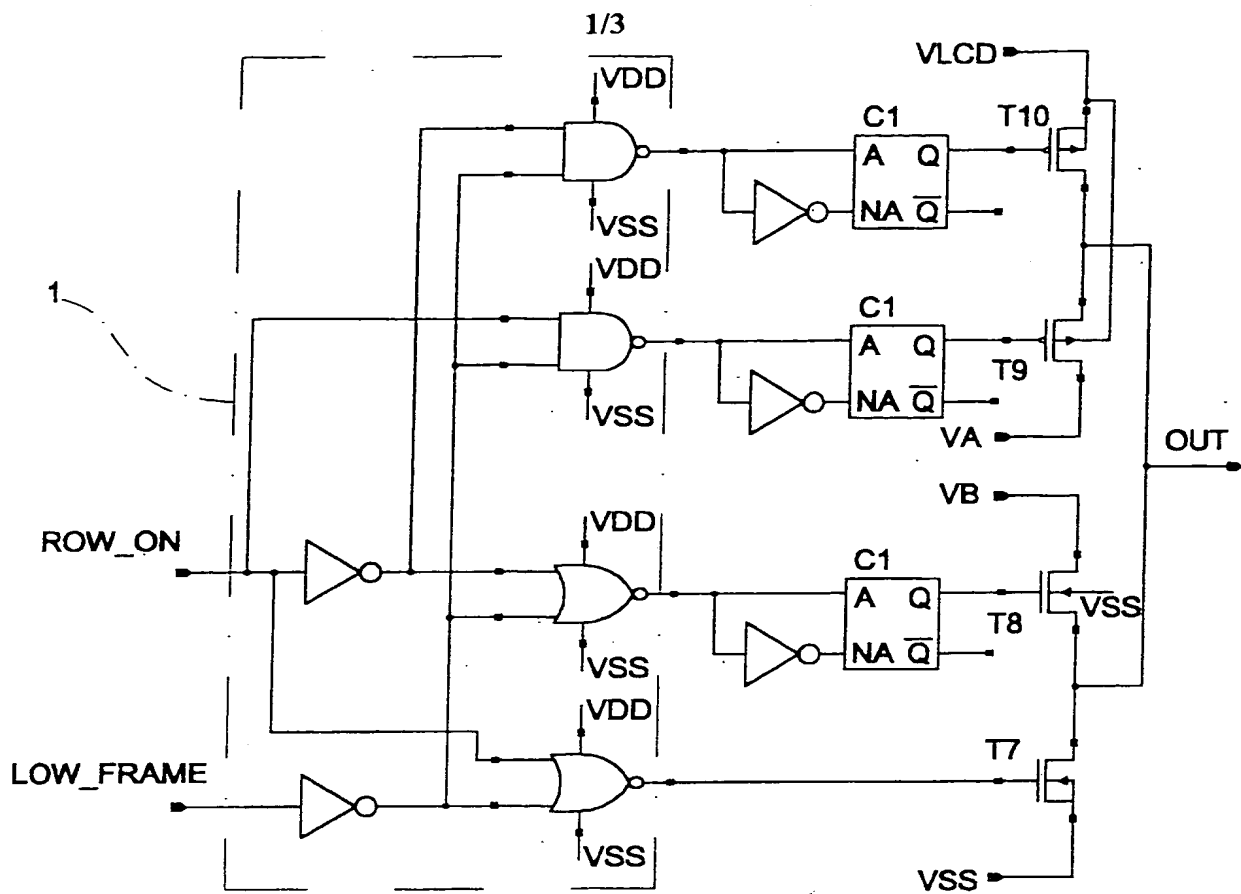 1/3
VLCD
VDD
C1
T10
A Q
NA Q̅
VSS
VDD
1
C1
A Q
T9
NA Q̅
VSS
VA
OUT
VB
VDD
ROW_ON
C1
A Q
VSS
T8
NA Q̅
VSS
VDD
T7
LOW_FRAME
VSS
VSS